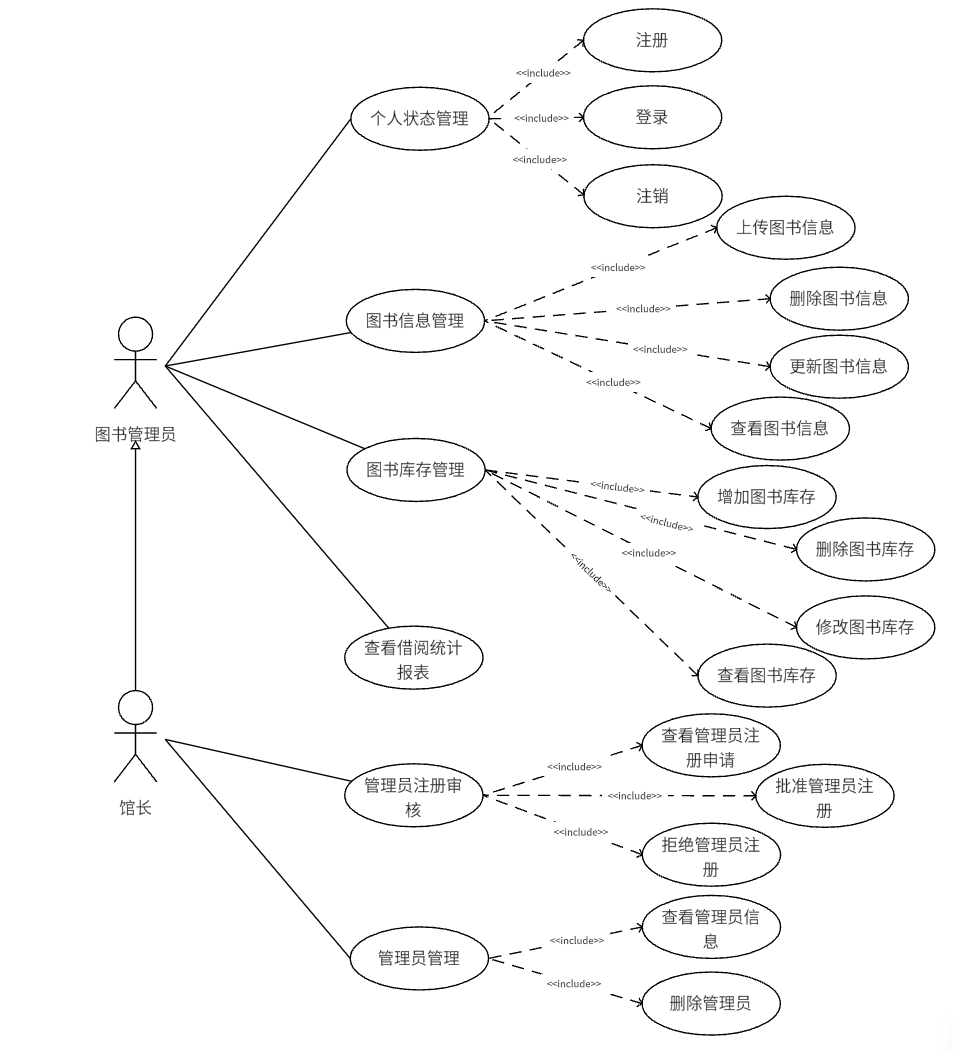 注册
<<include>>
个人状态管理
<<include>>
登录
<<include>>
注销
上传图书信息
<<include>>
删除图书信息
<<include>>
图书信息管理
<<include>>
更新图书信息
<<include>>
查看图书信息
图书管理员
图书库存管理
<<include>>
增加图书库存
<<include>>
删除图书库存
<<include>>
<<include>>
修改图书库存
查看借阅统计
报表
查看图书库存
查看管理员注
册申请
<<include>>
管理员注册审
核
<<include>>
批准管理员注
册
馆长
<<include>>
拒绝管理员注
册
查看管理员信
息
<<include>>
管理员管理
<<include>>
删除管理员